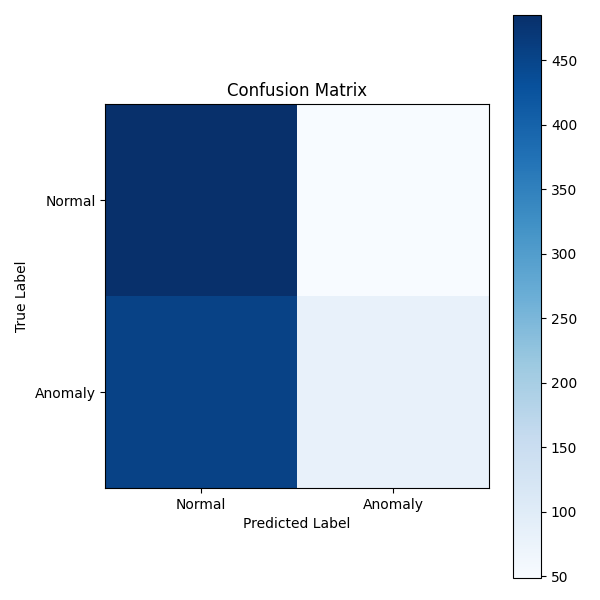 Confusion Matrix
True Label
Normal
Anomaly
Normal
Anomaly
Predicted Label
450
400
350
300
250
200
150
100
50